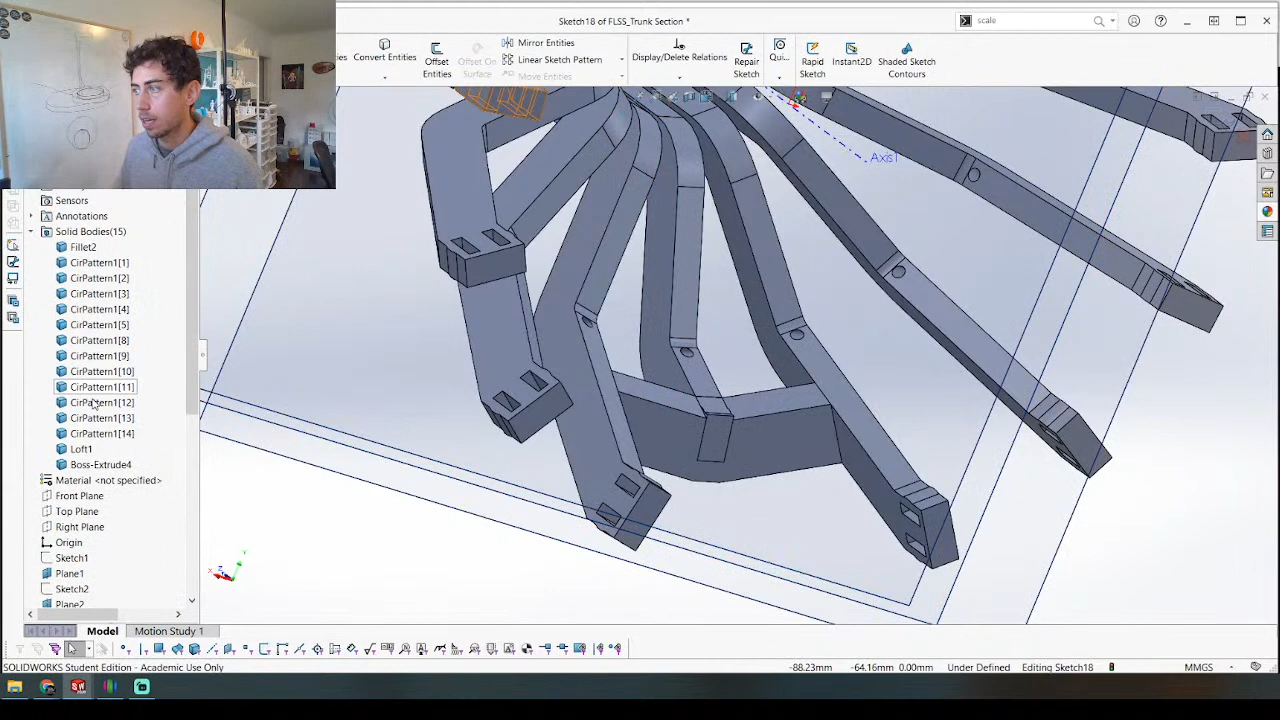 Sketch18 of FLSS_Trunk Section *
scale
Convert Entities
Offset Entities
Offset On Surface
Mirror Entities
Linear Sketch Pattern
Move Entities
Display/Delete Relations
Repair Sketch
Qui...
Rapid Sketch
Instant2D
Shaded Sketch Contours
Axis1
Sensors
Annotations
Solid Bodies(15)
Fillet2
CirPattern1[1]
CirPattern1[2]
CirPattern1[3]
CirPattern1[4]
CirPattern1[5]
CirPattern1[8]
CirPattern1[9]
CirPattern1[10]
CirPattern1[11]
CirPattern1[12]
CirPattern1[13]
CirPattern1[14]
Loft1
Boss-Extrude4
Material <not specified>
Front Plane
Top Plane
Right Plane
Origin
Sketch1
Plane1
Sketch2
Plane2
Model
Motion Study 1
SOLIDWORKS Student Edition - Academic Use Only
-88.23mm
-64.16mm
0.00mm
Under Defined
Editing Sketch18
MMGS